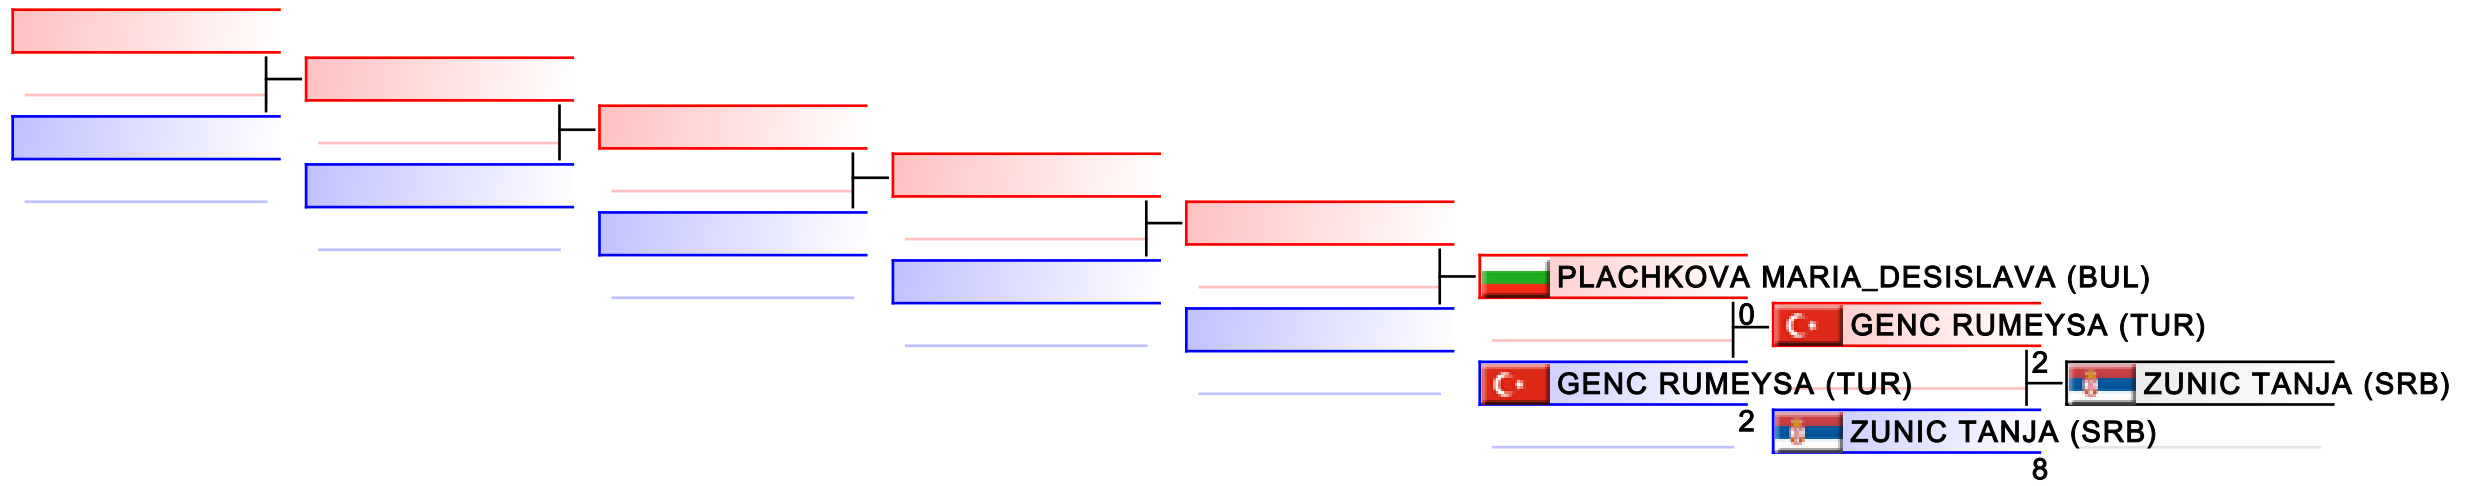 PLACHKOVA MARIA_DESISLAVA (BUL)
0
GENC RUMEYSA (TUR)
2
GENC RUMEYSA (TUR)
2
ZUNIC TANJA (SRB)
ZUNIC TANJA (SRB)
8